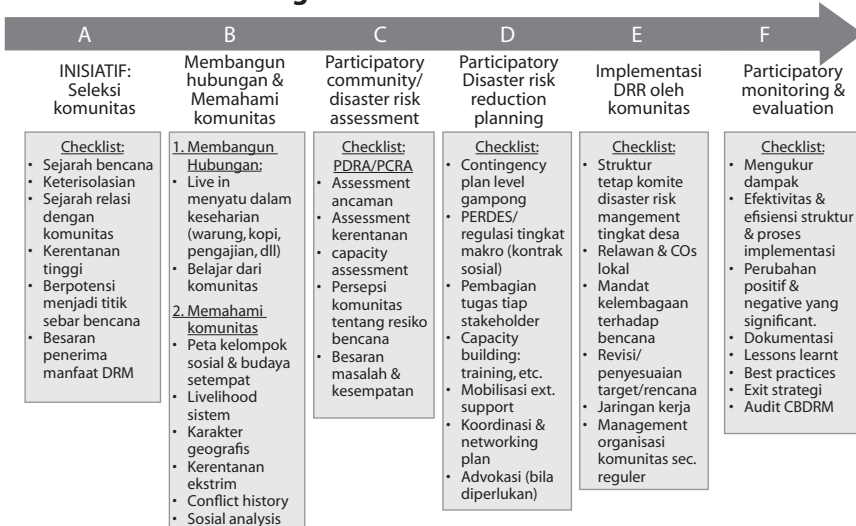 A
B
C
D
E
F
INISIATIF:
Seleksi
komunitas
Checklist:
• Sejarah bencana
• Keterisolasian
• Sejarah relasi
dengan
komunitas
• Kerentanan
tinggi
• Berpotensi
menjadi titik
sebar bencana
• Besaran
penerima
manfaat DRM
Membangun
hubungan &
Memahami
komunitas
1. Membangun
Hubungan:
• Live in
menyatu dalam
keseharian
(warung, kopi,
pengajian, dll)
• Belajar dari
komunitas
2. Memahami
komunitas
• Peta kelompok
sosial & budaya
setempat
• Livelihood
sistem
• Karakter
geografis
• Kerentanan
ekstrim
• Conflict history
• Sosial analysis
Participatory
community/
disaster risk
assessment
Checklist:
PDRA/PCRA
• Assessment
ancaman
• Assessment
kerentanan
• capacity
assessment
• Persepsi
komunitas
tentang resiko
bencana
• Besaran
masalah &
kesempatan
Participatory
Disaster risk
reduction
planning
Checklist:
• Contingency
plan level
gampong
• PERDES/
regulasi tingkat
makro (kontrak
sosial)
• Pembagian
tugas tiap
stakeholder
• Capacity
building:
training, etc.
• Mobilisasi ext.
support
• Koordinasi &
networking
plan
• Advokasi (bila
diperlukan)
Implementasi
DRR oleh
komunitas
Checklist:
• Struktur
tetap komite
disaster risk
mangement
tingkat desa
• Relawan & COs
lokal
• Mandat
kelembagaan
terhadap
bencana
• Revisi/
penyesuaian
target/rencana
• Jaringan kerja
• Management
organisasi
komunitas sec.
reguler
Participatory
monitoring &
evaluation
Checklist:
• Mengukur
dampak
• Efektivitas &
efisiensi struktur
& proses
implementasi
• Perubahan
positif &
negative yang
significant.
• Dokumentasi
• Lessons learnt
• Best practices
• Exit strategi
• Audit CBDRM